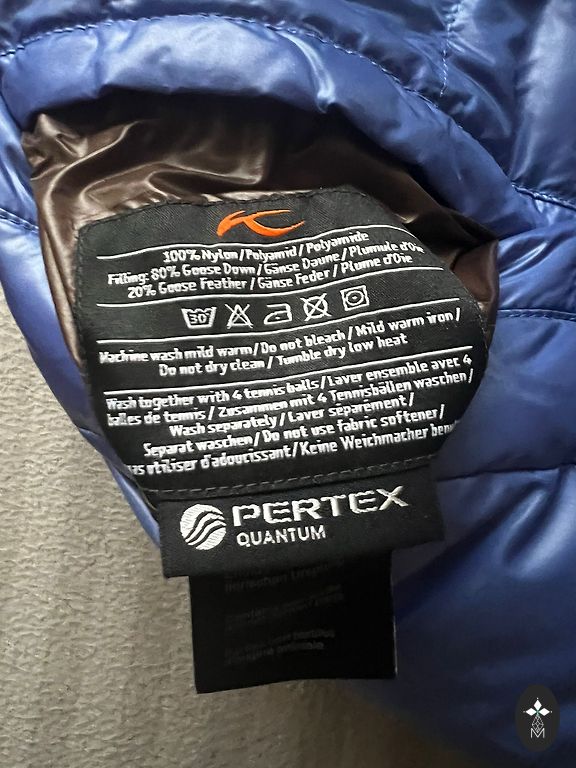 100% Nylon/Polyamid/Polyamide
Filling: 80% Goose Down/Gänse Daune/Plumule d'Oie
20% Goose Feather/Gänse Feder/Plume d'Oie
30°
Machine wash mild warm/Do not bleach/Mild warm iron/
Do not dry clean/Tumble dry low heat
Wash together with 4 tennis balls/Laver ensemble avec 4
balles de tennis/Zusammen mit 4 Tennisbällen waschen/
Wash separately/Laver séparément/
Separat waschen/Do not use fabric softener/
utiliser d'adoucissant/Keine Weichmacher
PERTEX
QUANTUM
M